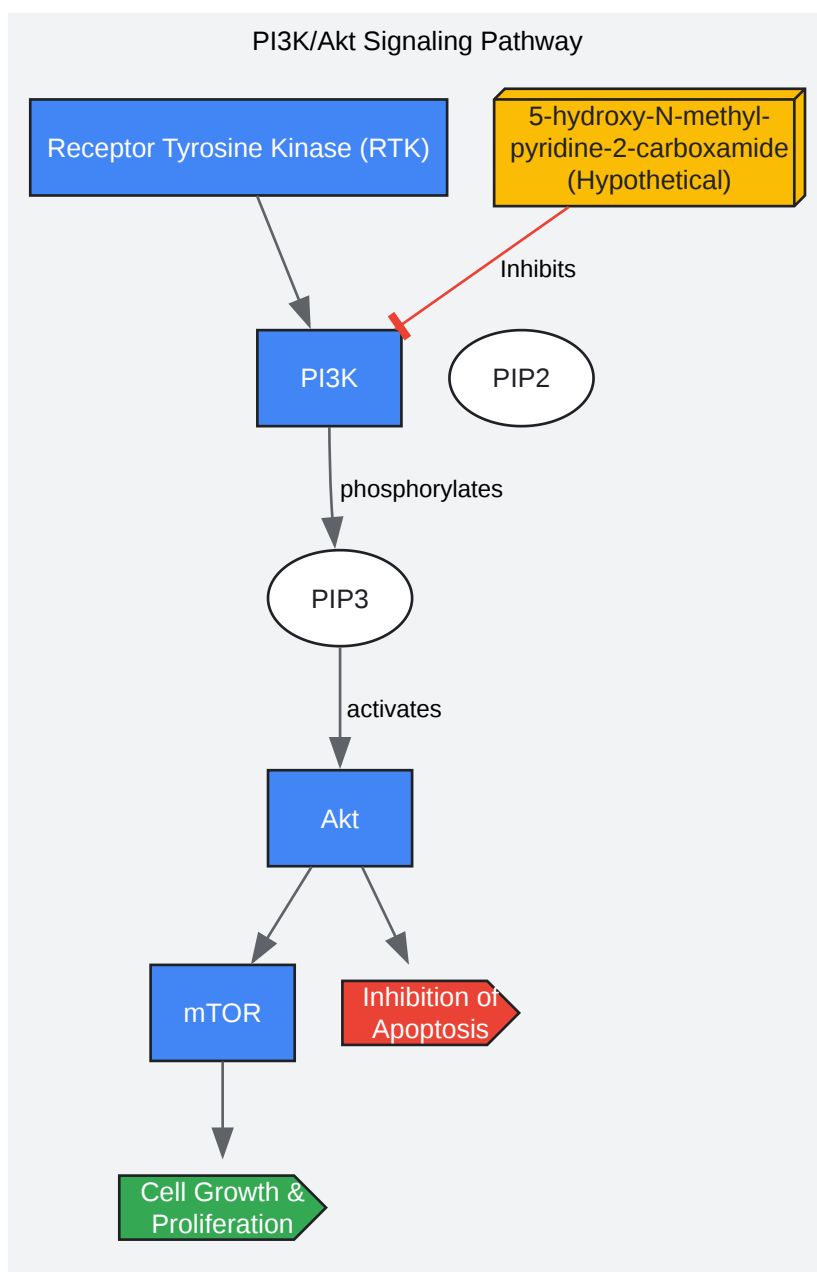 PI3K/Akt Signaling Pathway
Receptor Tyrosine Kinase (RTK)
5-hydroxy-N-methyl-
pyridine-2-carboxamide
(Hypothetical)
Inhibits
PI3K
PIP2
phosphorylates
PIP3
activates
Akt
mTOR
Inhibition of
Apoptosis
Cell Growth &
Proliferation